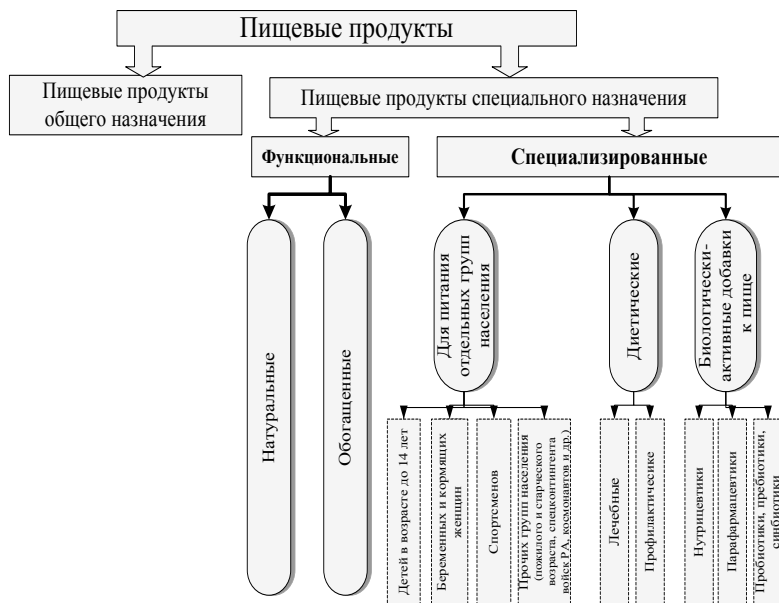 Пищевые продукты
Пищевые продукты
общего назначения
Пищевые продукты специального назначения
Функциональные
Специализированные
Натуральные
Обогащенные
Для питания
отдельных групп
населения
Диетические
Биологически-
активные добавки
к пище
Детей в возрасте до 14 лет
Беременных и кормящих
женщин
Спортсменов
Прочих групп населения
(пожилого и старческого
возраста, спецконтингента
войск РА, космонавтов и др.)
Лечебные
Профилактичесике
Нутрицевтики
Парафармацевтики
Пробиотики, пребиотики,
синбиотики